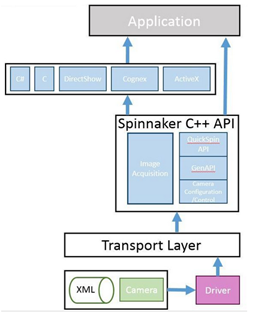 Application
C#
C
DirectShow
Cognex
ActiveX
Spinnaker C++ API
Image
Acquisition
QuickSpin
API
GenAPI
Camera
Configuration
/Control
Transport Layer
XML
Camera
Driver